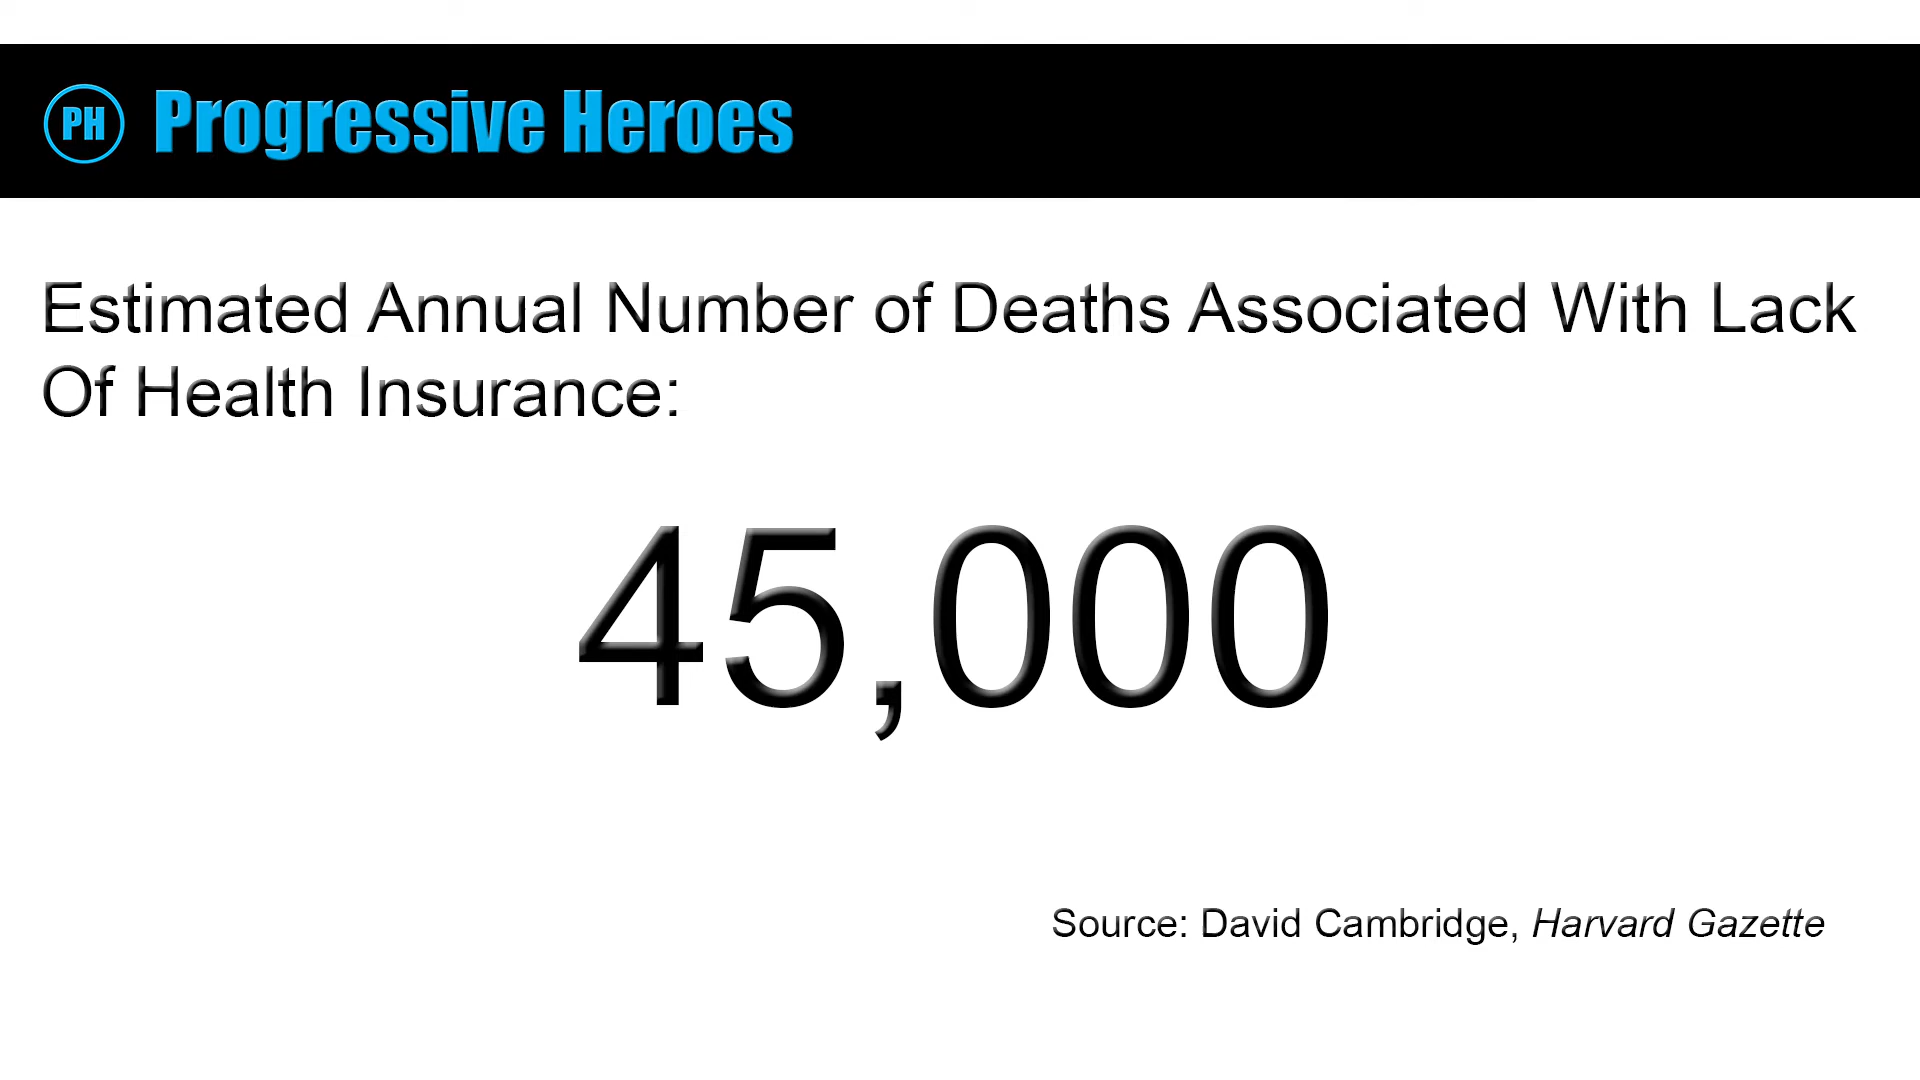 PH Progressive Heroes
Estimated Annual Number of Deaths Associated With Lack
Of Health Insurance:
45,000
Source: David Cambridge, Harvard Gazette